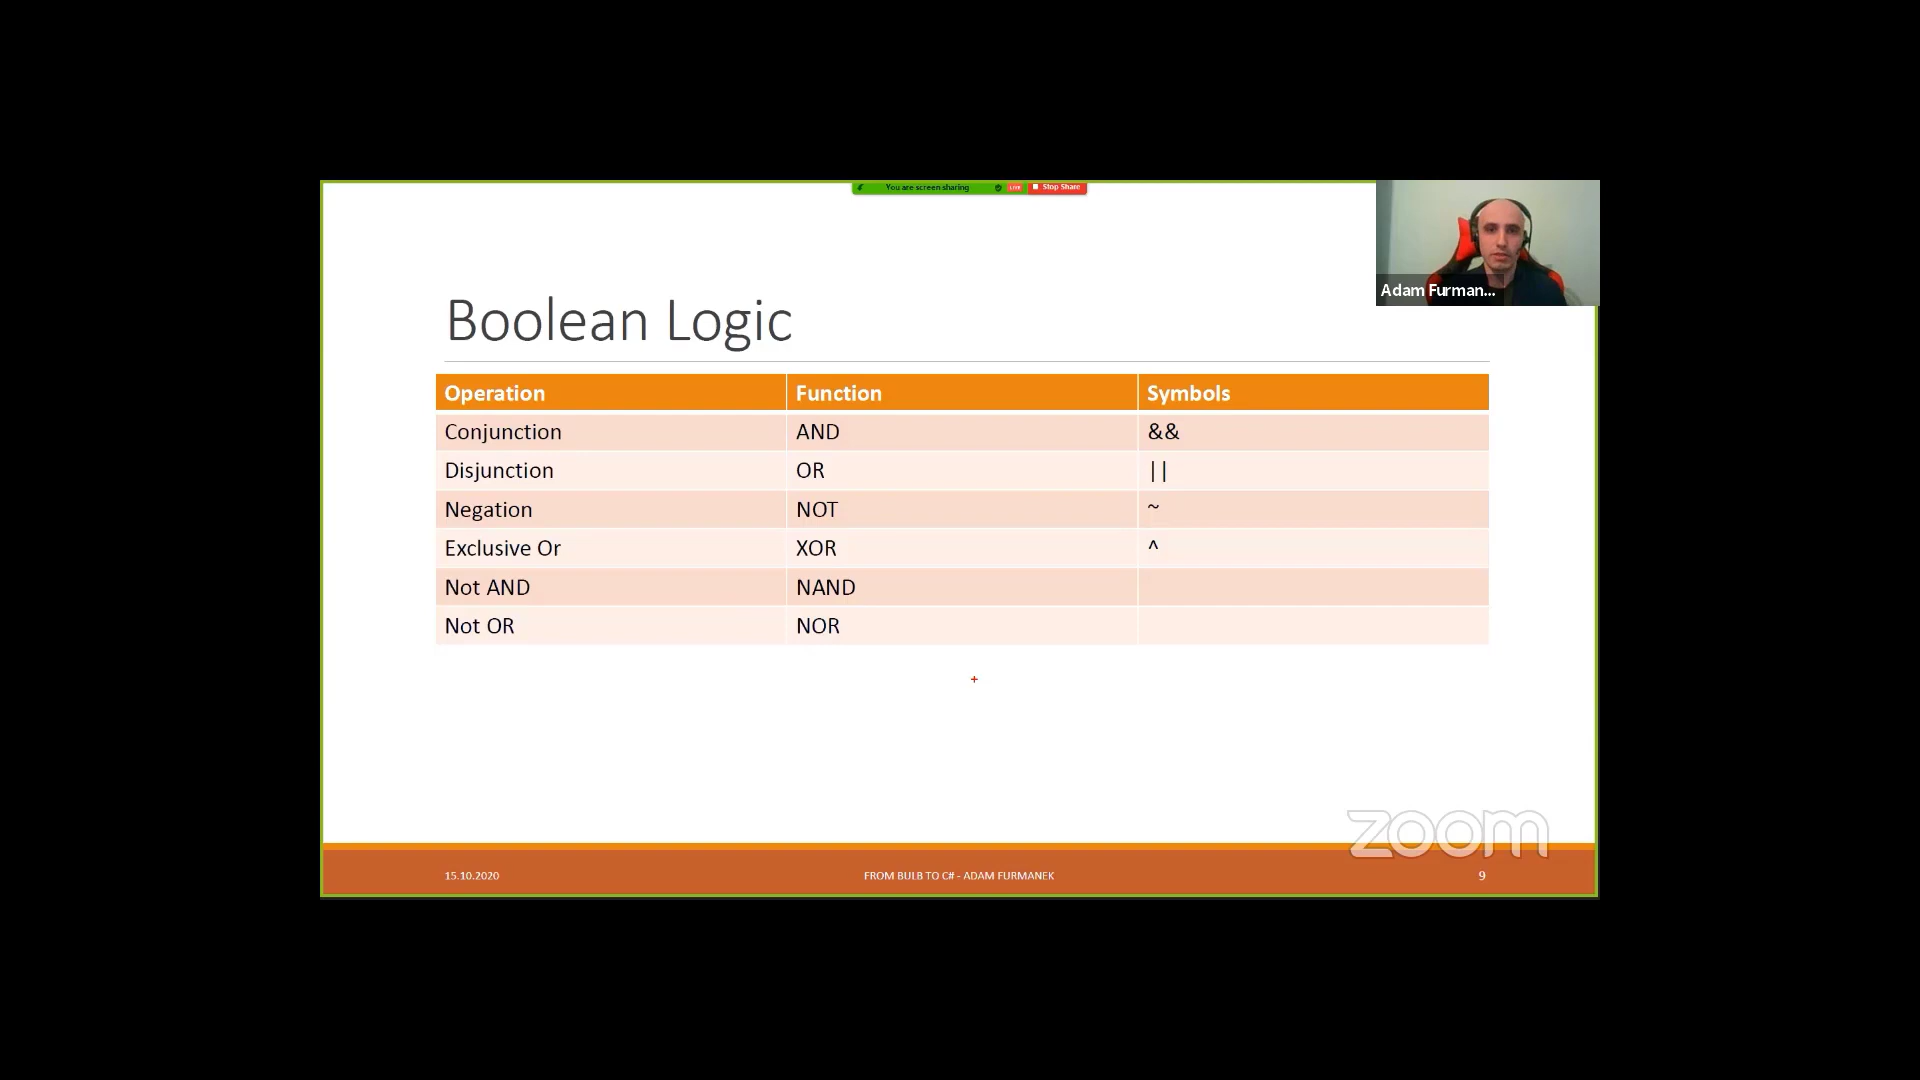 You are screen sharing LIVE Stop Share
Adam Furman...
Boolean Logic
Operation Function Symbols
Conjunction AND &&
Disjunction OR ||
Negation NOT ~
Exclusive Or XOR ^
Not AND NAND
Not OR NOR
zoom
15.10.2020 FROM BULB TO C# - ADAM FURMANEK 9